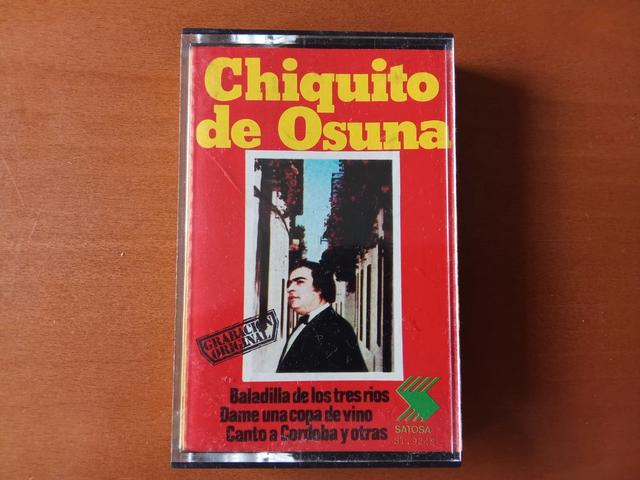 Chiquito
de Osuna
GRABACION
ORIGINAL
Baladilla de los tres rios
Dame una copa de vino
Canto a Cordoba y otras
SATOSA